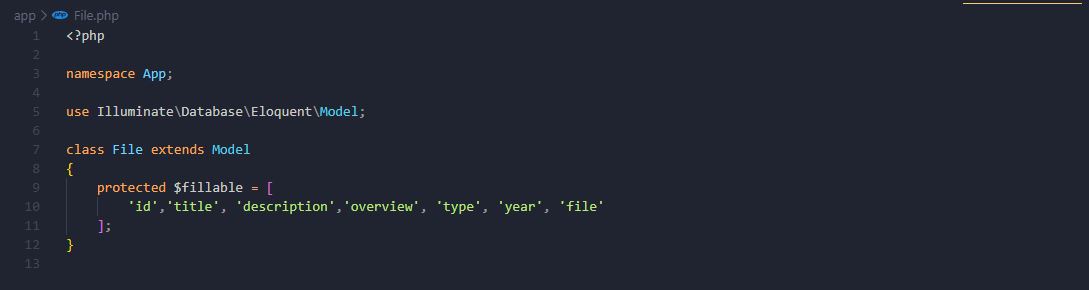 app > php File.php
1 <?php
2
3 namespace App;
4
5 use Illuminate\Database\Eloquent\Model;
6
7 class File extends Model
8 {
9 protected $fillable = [
10 'id','title', 'description','overview', 'type', 'year', 'file'
11 ];
12 }
13